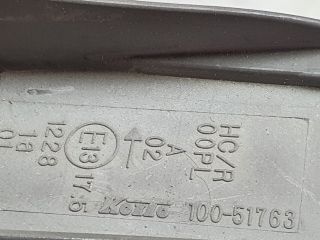 HC/R
00PL
A
02
E13
17.5
1228
1a
01
KOITO 100-51763